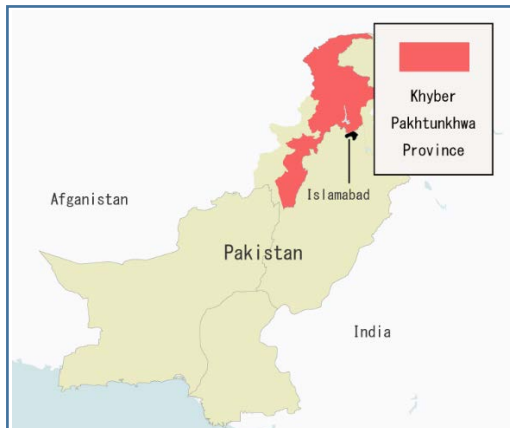 Khyber
Pakhtunkhwa
Province
Islamabad
Afganistan
Pakistan
India